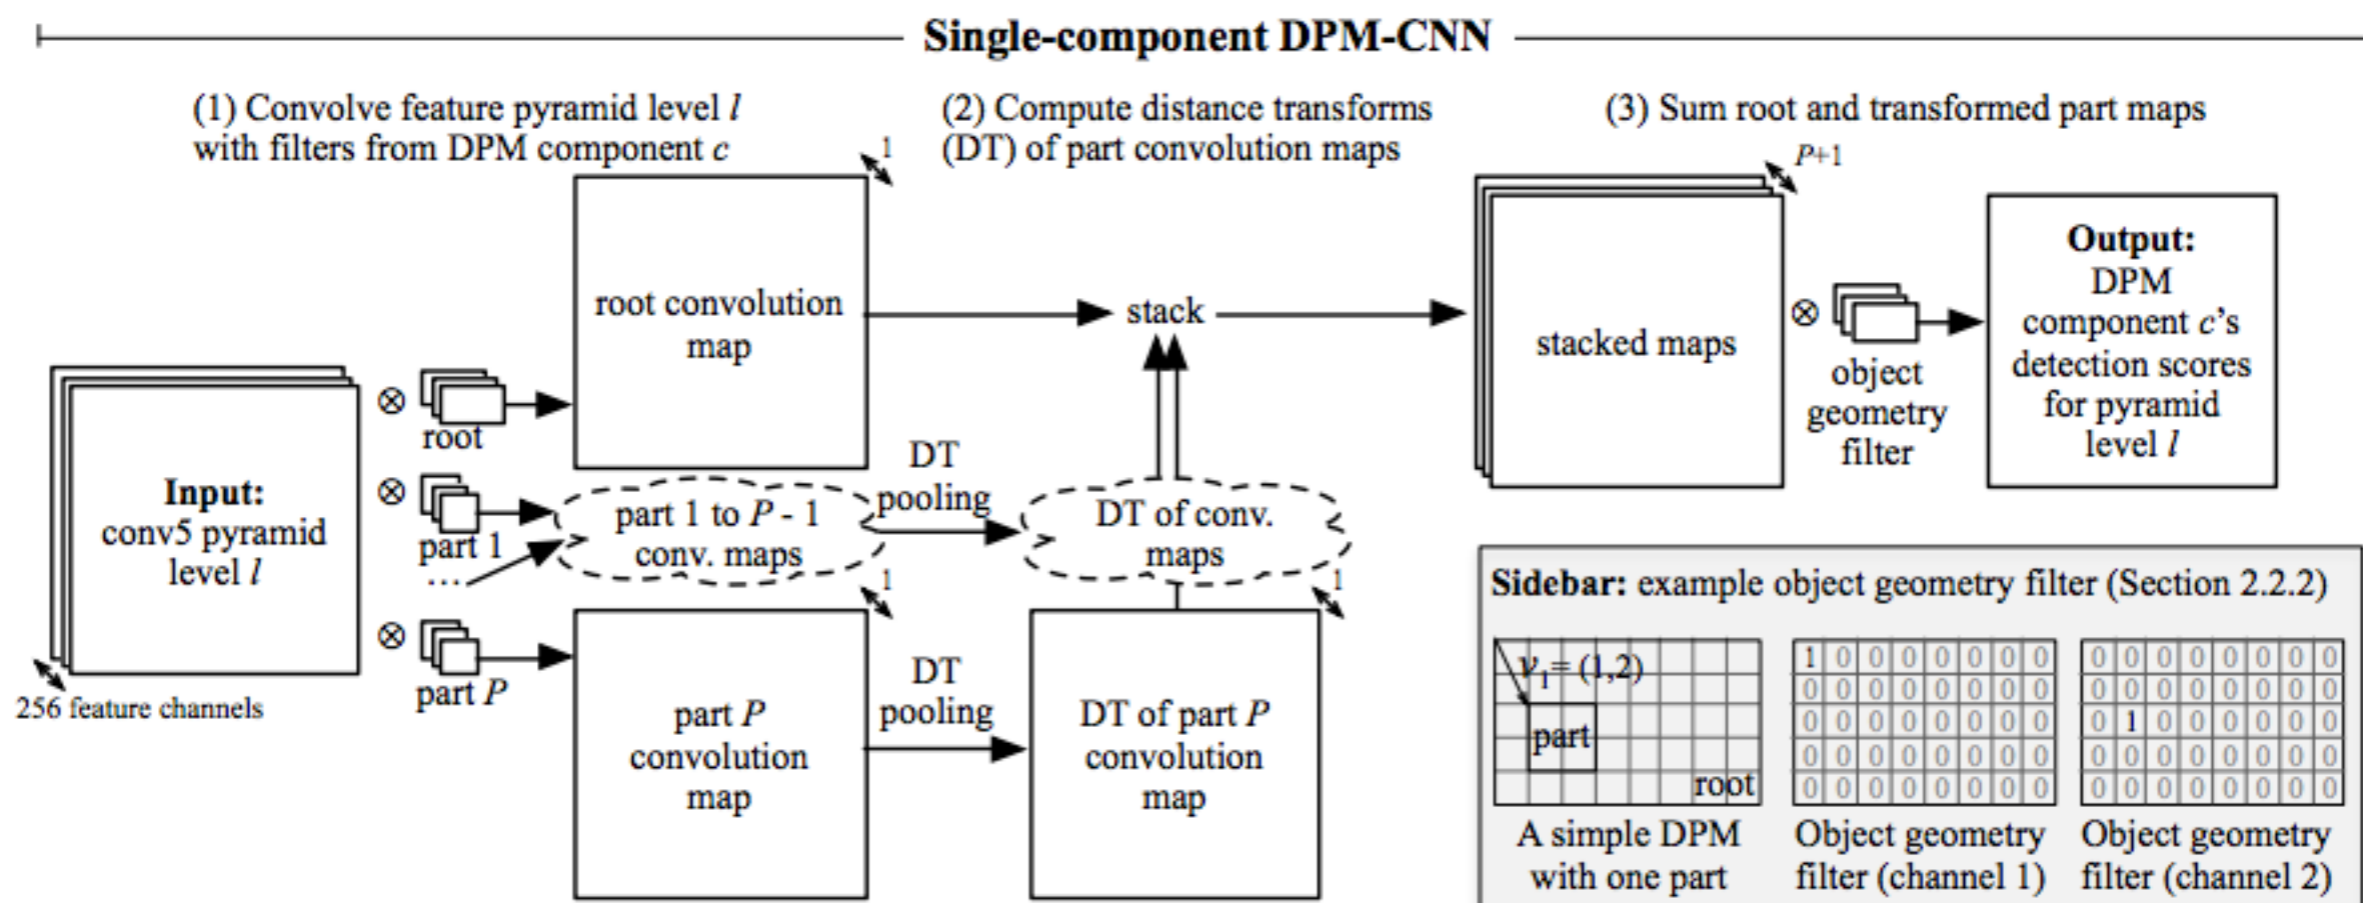 Single-component DPM-CNN
(1) Convolve feature pyramid level l
with filters from DPM component c
(2) Compute distance transforms
(DT) of part convolution maps
(3) Sum root and transformed part maps
1
P+1
root convolution
map
stack
stacked maps
⊗
object
geometry
filter
Output:
DPM
component c's
detection scores
for pyramid
level l
Input:
conv5 pyramid
level l
256 feature channels
⊗
root
⊗
part 1
...
⊗
part P
part 1 to P - 1
conv. maps
DT
pooling
DT of conv.
maps
1
1
part P
convolution
map
DT
pooling
DT of part P
convolution
map
Sidebar: example object geometry filter (Section 2.2.2)
v1= (1,2)
part
root
A simple DPM
with one part
1 0 0 0 0 0 0 0
0 0 0 0 0 0 0 0
0 0 0 0 0 0 0 0
0 0 0 0 0 0 0 0
0 0 0 0 0 0 0 0
Object geometry
filter (channel 1)
0 0 0 0 0 0 0 0
0 0 0 0 0 0 0 0
0 1 0 0 0 0 0 0
0 0 0 0 0 0 0 0
0 0 0 0 0 0 0 0
Object geometry
filter (channel 2)